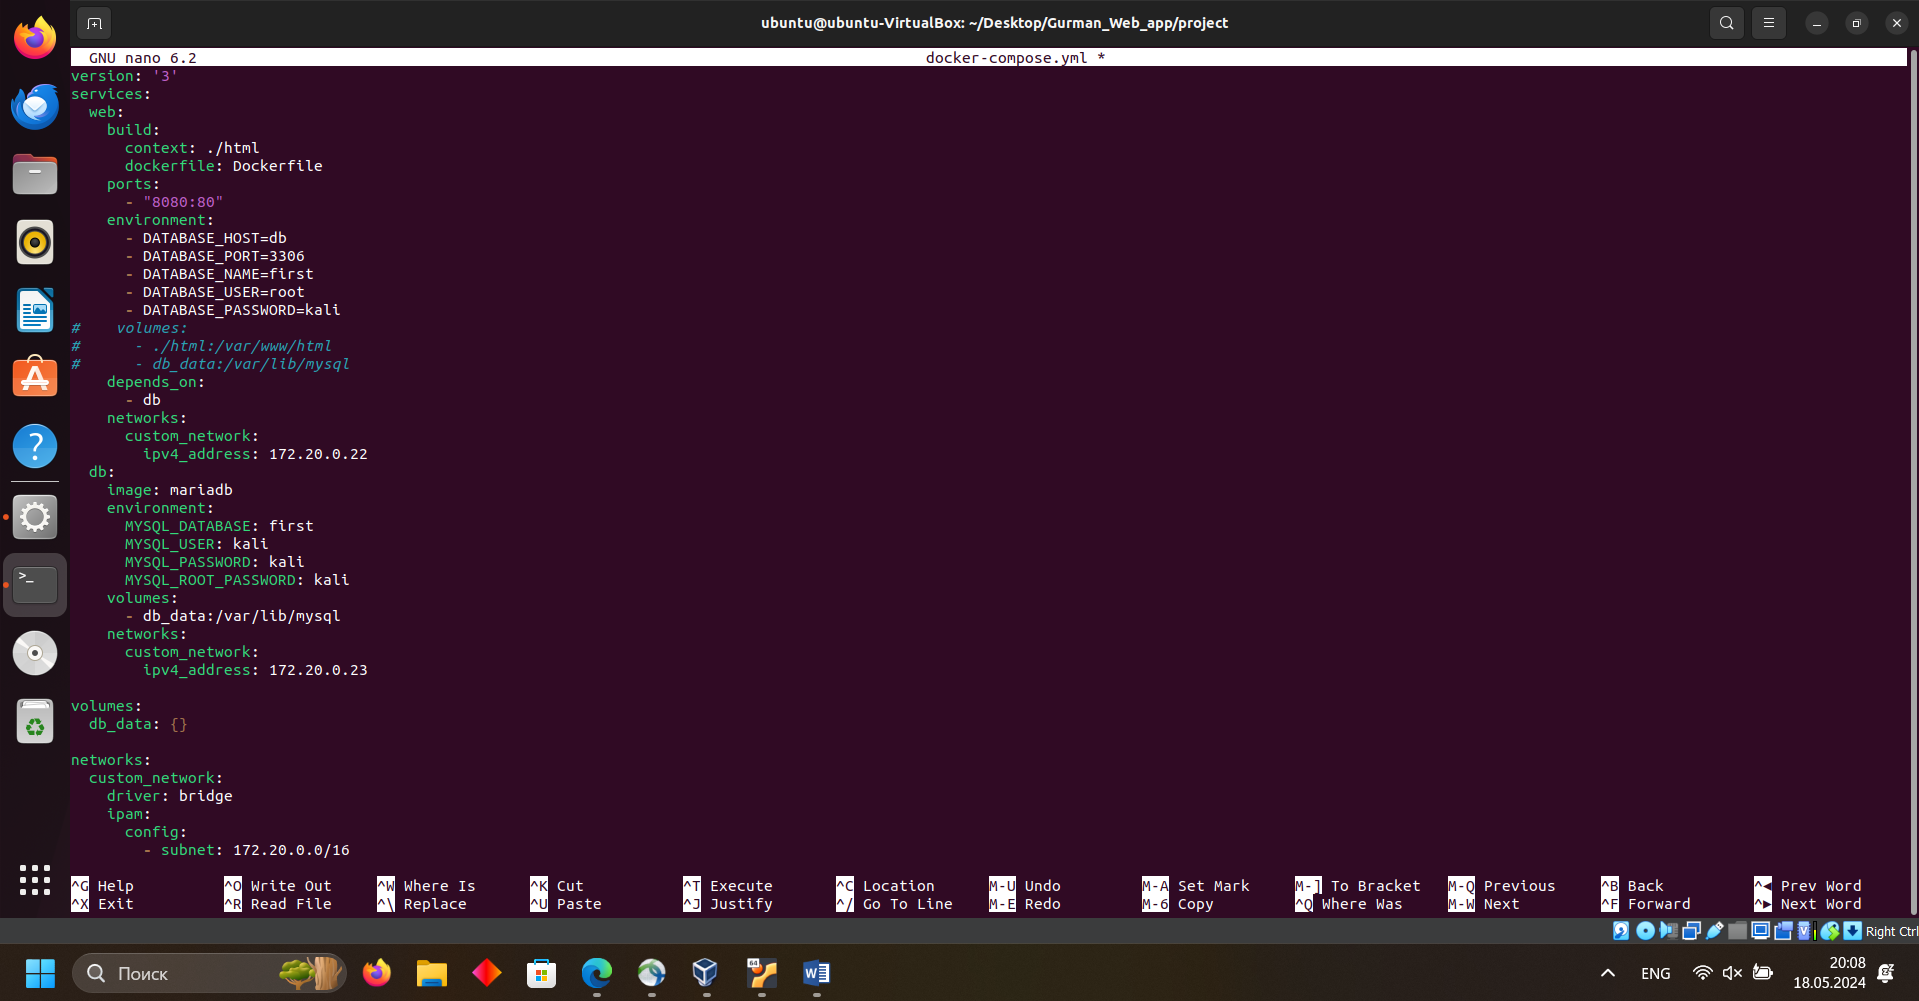 ubuntu@ubuntu-VirtualBox: ~/Desktop/Gurman_Web_app/project
GNU nano 6.2 docker-compose.yml *
version: '3'
services:
  web:
    build:
      context: ./html
      dockerfile: Dockerfile
    ports:
      - "8080:80"
    environment:
      - DATABASE_HOST=db
      - DATABASE_PORT=3306
      - DATABASE_NAME=first
      - DATABASE_USER=root
      - DATABASE_PASSWORD=kali
#    volumes:
#      - ./html:/var/www/html
#      - db_data:/var/lib/mysql
    depends_on:
      - db
    networks:
      custom_network:
        ipv4_address: 172.20.0.22
  db:
    image: mariadb
    environment:
      MYSQL_DATABASE: first
      MYSQL_USER: kali
      MYSQL_PASSWORD: kali
      MYSQL_ROOT_PASSWORD: kali
    volumes:
      - db_data:/var/lib/mysql
    networks:
      custom_network:
        ipv4_address: 172.20.0.23
volumes:
  db_data: {}
networks:
  custom_network:
    driver: bridge
    ipam:
      config:
        - subnet: 172.20.0.0/16
^G Help ^O Write Out ^W Where Is ^K Cut ^T Execute ^C Location M-U Undo M-A Set Mark M-] To Bracket M-Q Previous ^B Back ^◀ Prev Word
^X Exit ^R Read File ^\ Replace ^U Paste ^J Justify ^/ Go To Line M-E Redo M-6 Copy ^Q Where Was M-W Next ^F Forward ^▶ Next Word
Right Ctrl
Поиск
64
ENG
20:08
18.05.2024